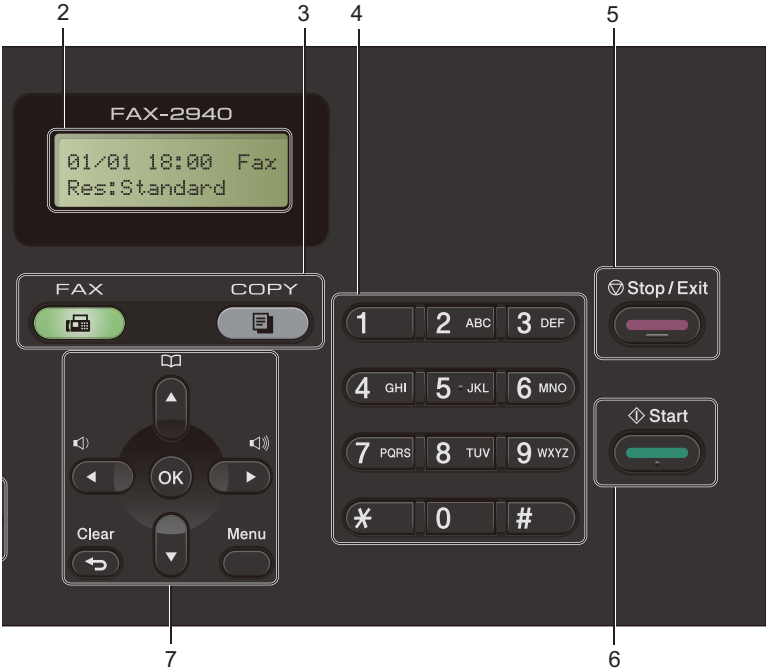 2 3 4 5
FAX-2940
01/01 18:00 Fax
Res:Standard
FAX COPY
Stop/Exit
1 2 ABC 3 DEF
4 GHI 5 JKL 6 MNO
Start
7 PQRS 8 TUV 9 WXYZ
OK
* 0 #
Clear Menu
7 6